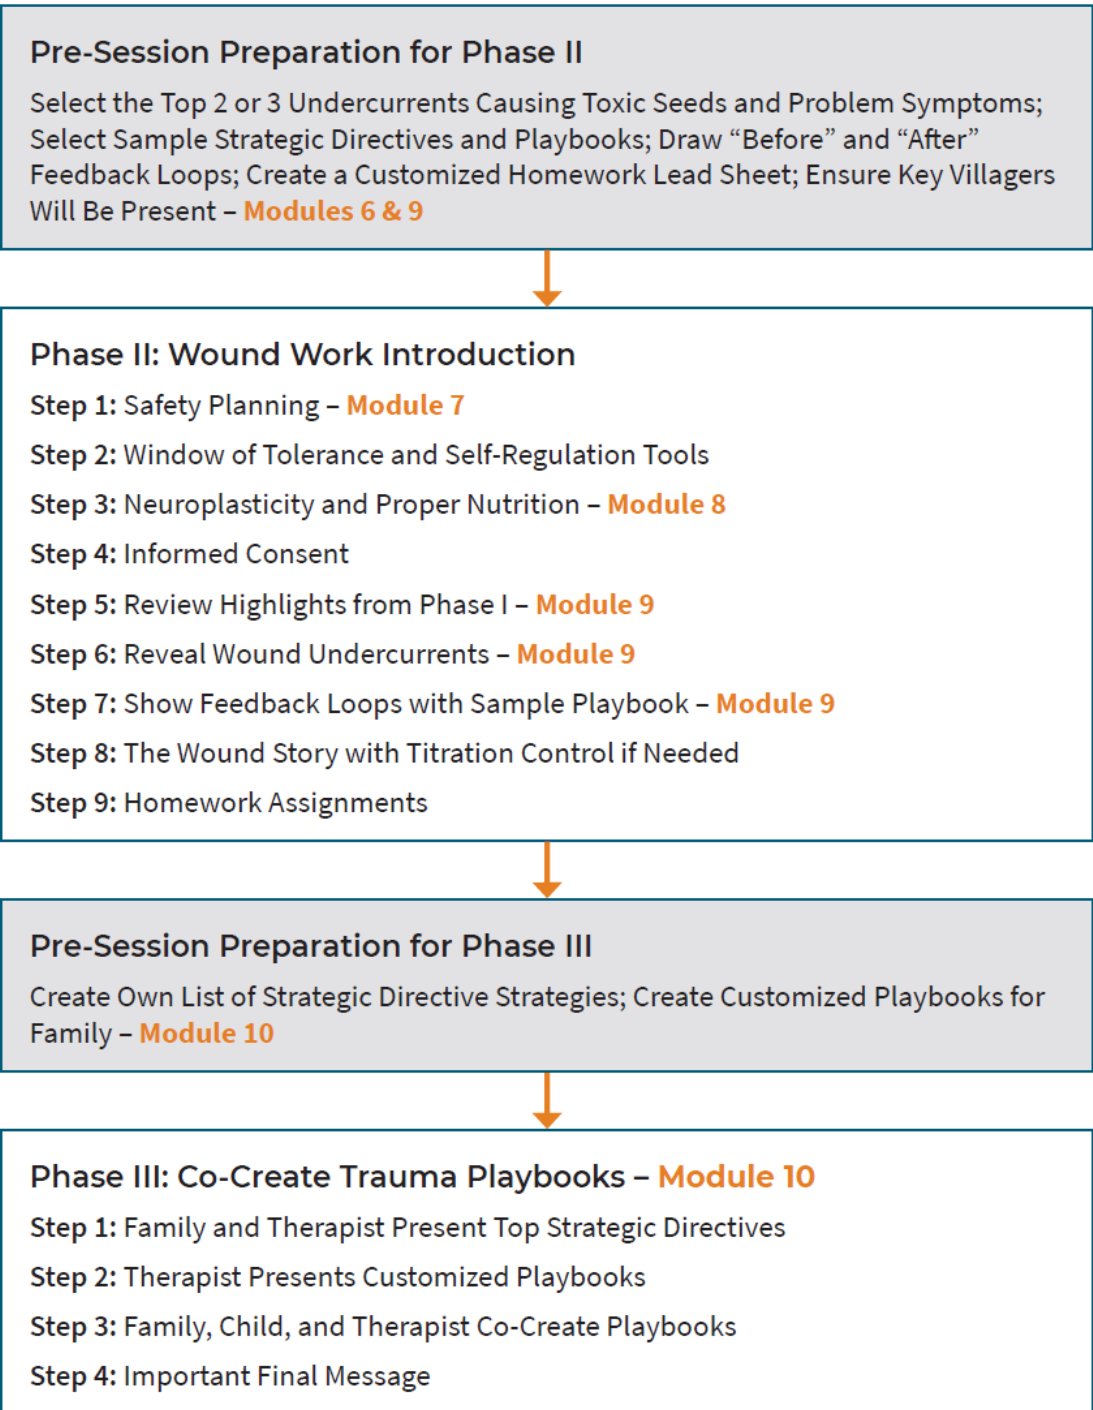 Pre-Session Preparation for Phase II
Select the Top 2 or 3 Undercurrents Causing Toxic Seeds and Problem Symptoms;
Select Sample Strategic Directives and Playbooks; Draw “Before” and “After”
Feedback Loops; Create a Customized Homework Lead Sheet; Ensure Key Villagers
Will Be Present – Modules 6 & 9
Phase II: Wound Work Introduction
Step 1: Safety Planning – Module 7
Step 2: Window of Tolerance and Self-Regulation Tools
Step 3: Neuroplasticity and Proper Nutrition – Module 8
Step 4: Informed Consent
Step 5: Review Highlights from Phase I – Module 9
Step 6: Reveal Wound Undercurrents – Module 9
Step 7: Show Feedback Loops with Sample Playbook – Module 9
Step 8: The Wound Story with Titration Control if Needed
Step 9: Homework Assignments
Pre-Session Preparation for Phase III
Create Own List of Strategic Directive Strategies; Create Customized Playbooks for
Family – Module 10
Phase III: Co-Create Trauma Playbooks – Module 10
Step 1: Family and Therapist Present Top Strategic Directives
Step 2: Therapist Presents Customized Playbooks
Step 3: Family, Child, and Therapist Co-Create Playbooks
Step 4: Important Final Message